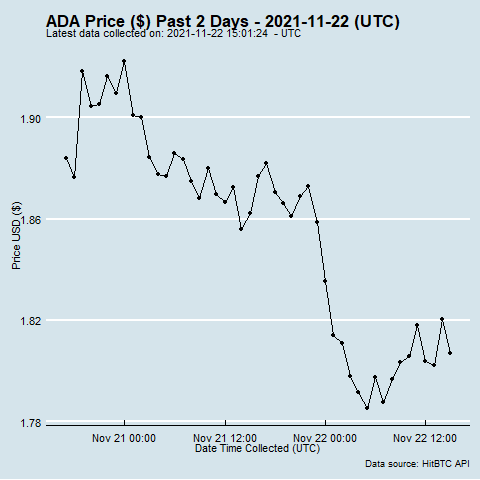 ADA Price ($) Past 2 Days - 2021-11-22 (UTC)
Latest data collected on: 2021-11-22 15:01:24 - UTC
1.90
1.86
1.82
1.78
Price USD ($)
Nov 21 00:00 Nov 21 12:00 Nov 22 00:00 Nov 22 12:00
Date Time Collected (UTC)
Data source: HitBTC API